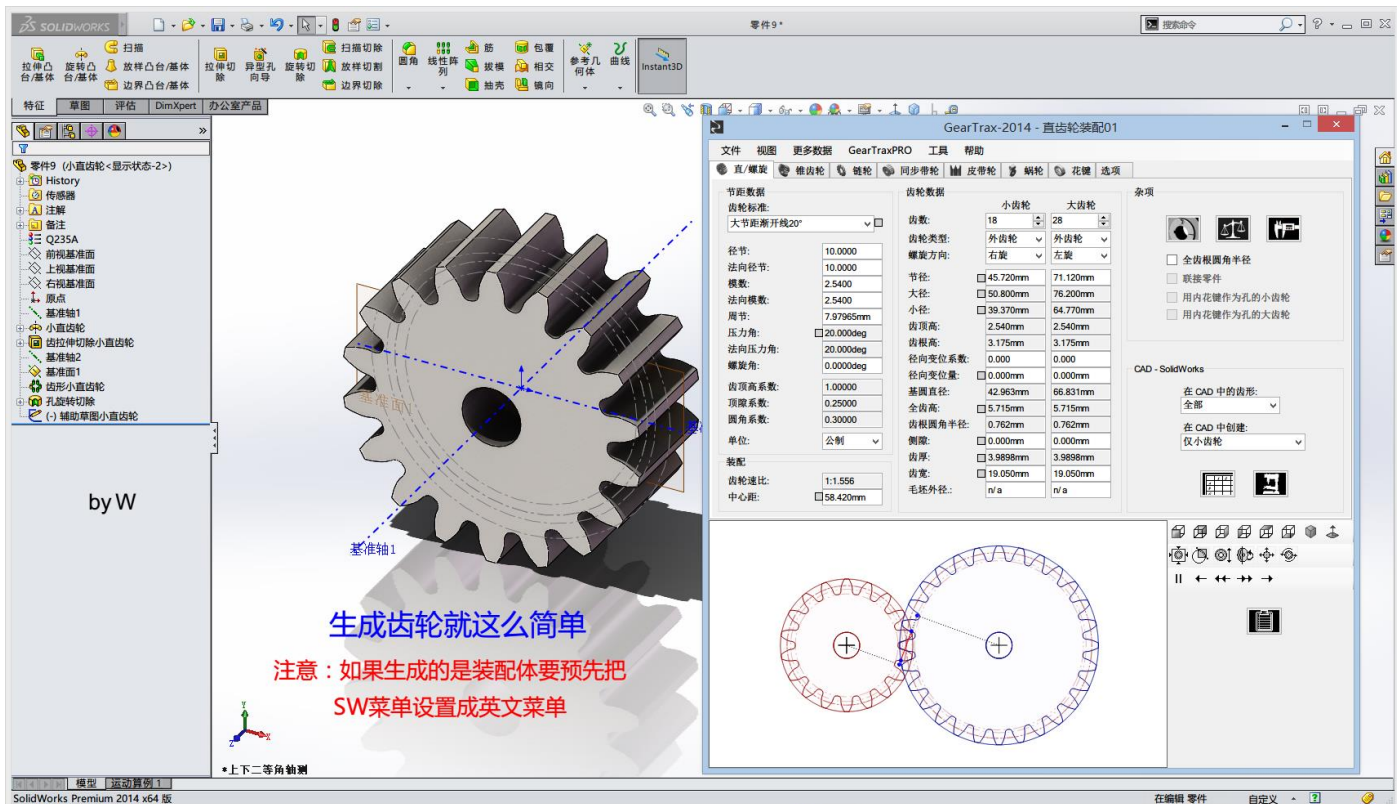 SOLIDWORKS
零件9 *
搜索命令
拉伸凸台/基体
旋转凸台/基体
扫描
放样凸台/基体
边界凸台/基体
拉伸切除
异型孔向导
旋转切除
扫描切除
放样切割
边界切除
圆角
线性阵列
筋
拔模
抽壳
包覆
相交
镜向
参考几何体
曲线
Instant3D
特征 草图 评估 DimXpert 办公室产品
零件9 (小直齿轮<显示状态-2>)
History
传感器
注解
备注
Q235A
前视基准面
上视基准面
右视基准面
原点
基准轴1
小直齿轮
齿拉伸切除小直齿轮
基准轴2
基准面1
齿形小直齿轮
孔旋转切除
(-) 辅助草图小直齿轮
by W
基准面1
基准轴1
生成齿轮就这么简单
注意：如果生成的是装配体要预先把
SW菜单设置成英文菜单
Y
Z
X
*上下二等角轴测
GearTrax-2014 - 直齿轮装配01
文件 视图 更多数据 GearTraxPRO 工具 帮助
直/螺旋 锥齿轮 链轮 同步带轮 皮带轮 蜗轮 花键 选项
节距数据
齿轮标准:
大节距渐开线20°
径节: 10.0000
法向径节: 10.0000
模数: 2.5400
法向模数: 2.5400
周节: 7.97965mm
压力角: 20.000deg
法向压力角: 20.000deg
螺旋角: 0.0000deg
齿顶高系数: 1.00000
顶隙系数: 0.25000
圆角系数: 0.30000
单位: 公制
装配
齿轮速比: 1:1.556
中心距: 58.420mm
齿轮数据
小齿轮 大齿轮
齿数: 18 28
齿轮类型: 外齿轮 外齿轮
螺旋方向: 右旋 左旋
节径: 45.720mm 71.120mm
大径: 50.800mm 76.200mm
小径: 39.370mm 64.770mm
齿顶高: 2.540mm 2.540mm
齿根高: 3.175mm 3.175mm
径向变位系数: 0.000 0.000
径向变位量: 0.000mm 0.000mm
基圆直径: 42.963mm 66.831mm
全齿高: 5.715mm 5.715mm
齿根圆角半径: 0.762mm 0.762mm
侧隙: 0.000mm 0.000mm
齿厚: 3.9898mm 3.9898mm
齿宽: 19.050mm 19.050mm
毛坯外径.: n/a n/a
杂项
全齿根圆角半径
联接零件
用内花键作为孔的小齿轮
用内花键作为孔的大齿轮
CAD - SolidWorks
在 CAD 中的齿形:
全部
在 CAD 中创建:
仅小齿轮
模型 运动算例 1
SolidWorks Premium 2014 x64 版
在编辑 零件
自定义